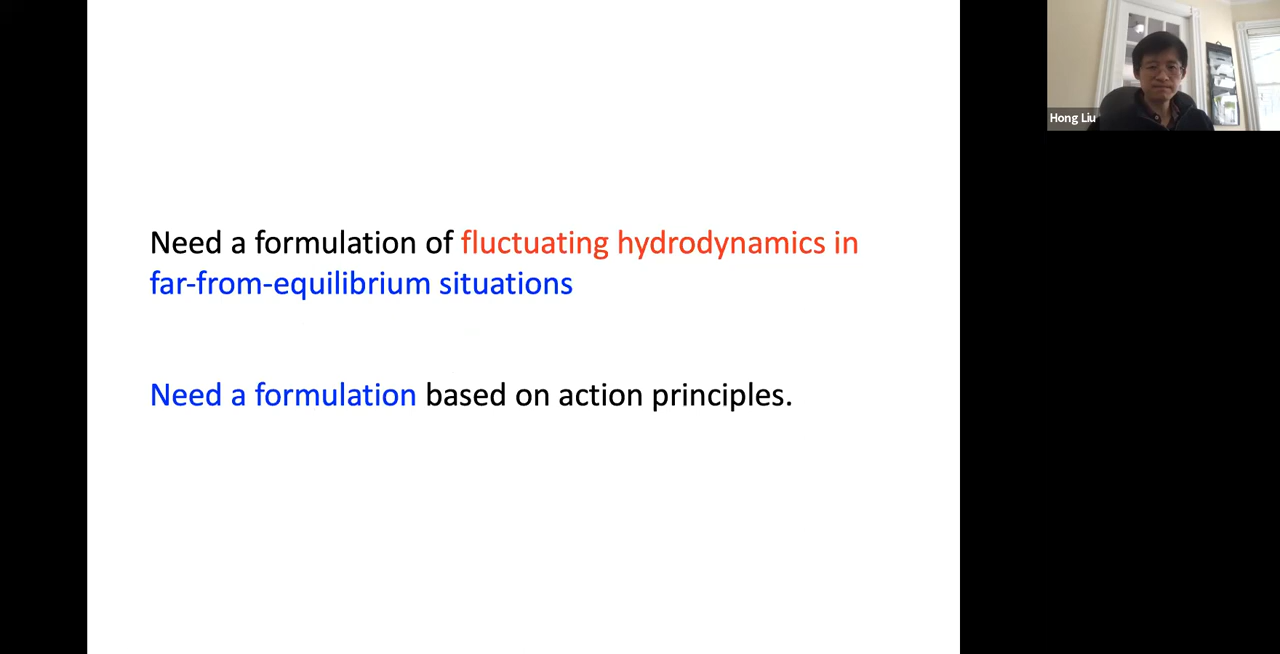 Need a formulation of fluctuating hydrodynamics in
far-from-equilibrium situations
Need a formulation based on action principles.
Hong Liu